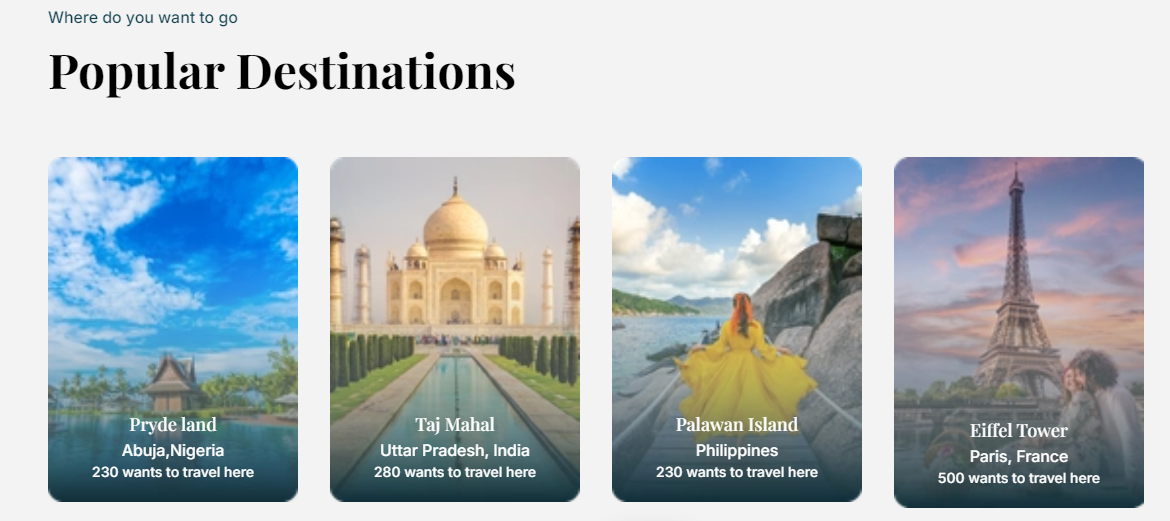 Where do you want to go
Popular Destinations
Pryde land
Abuja,Nigeria
230 wants to travel here
Taj Mahal
Uttar Pradesh, India
280 wants to travel here
Palawan Island
Philippines
230 wants to travel here
Eiffel Tower
Paris, France
500 wants to travel here